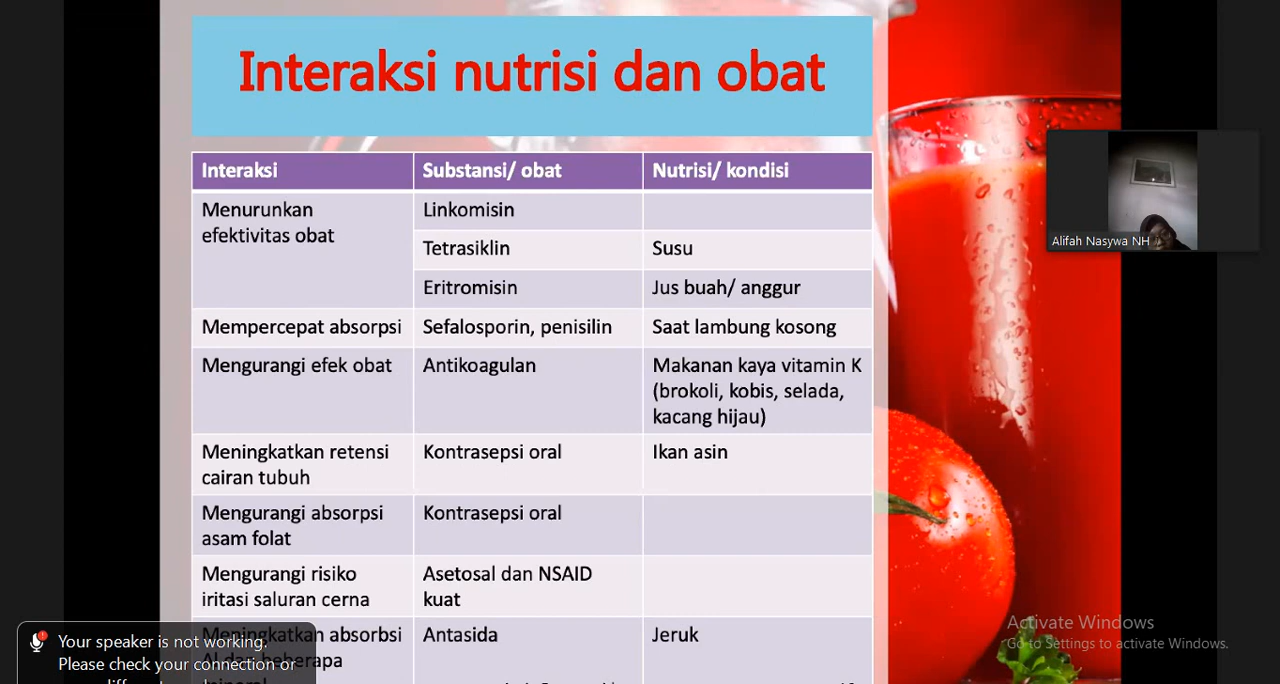 Interaksi nutrisi dan obat
Interaksi Substansi/ obat Nutrisi/ kondisi
Menurunkan
efektivitas obat
Linkomisin
Tetrasiklin Susu
Eritromisin Jus buah/ anggur
Mempercepat absorpsi Sefalosporin, penisilin Saat lambung kosong
Mengurangi efek obat Antikoagulan Makanan kaya vitamin K
(brokoli, kobis, selada,
kacang hijau)
Meningkatkan retensi
cairan tubuh
Kontrasepsi oral Ikan asin
Mengurangi absorpsi
asam folat
Kontrasepsi oral
Mengurangi risiko
iritasi saluran cerna
Asetosal dan NSAID
kuat
Meningkatkan absorbsi
Antasida Jeruk
Alifah Nasywa NH
Your speaker is not working.
Please check your connection or
Activate Windows
Go to Settings to activate Windows.